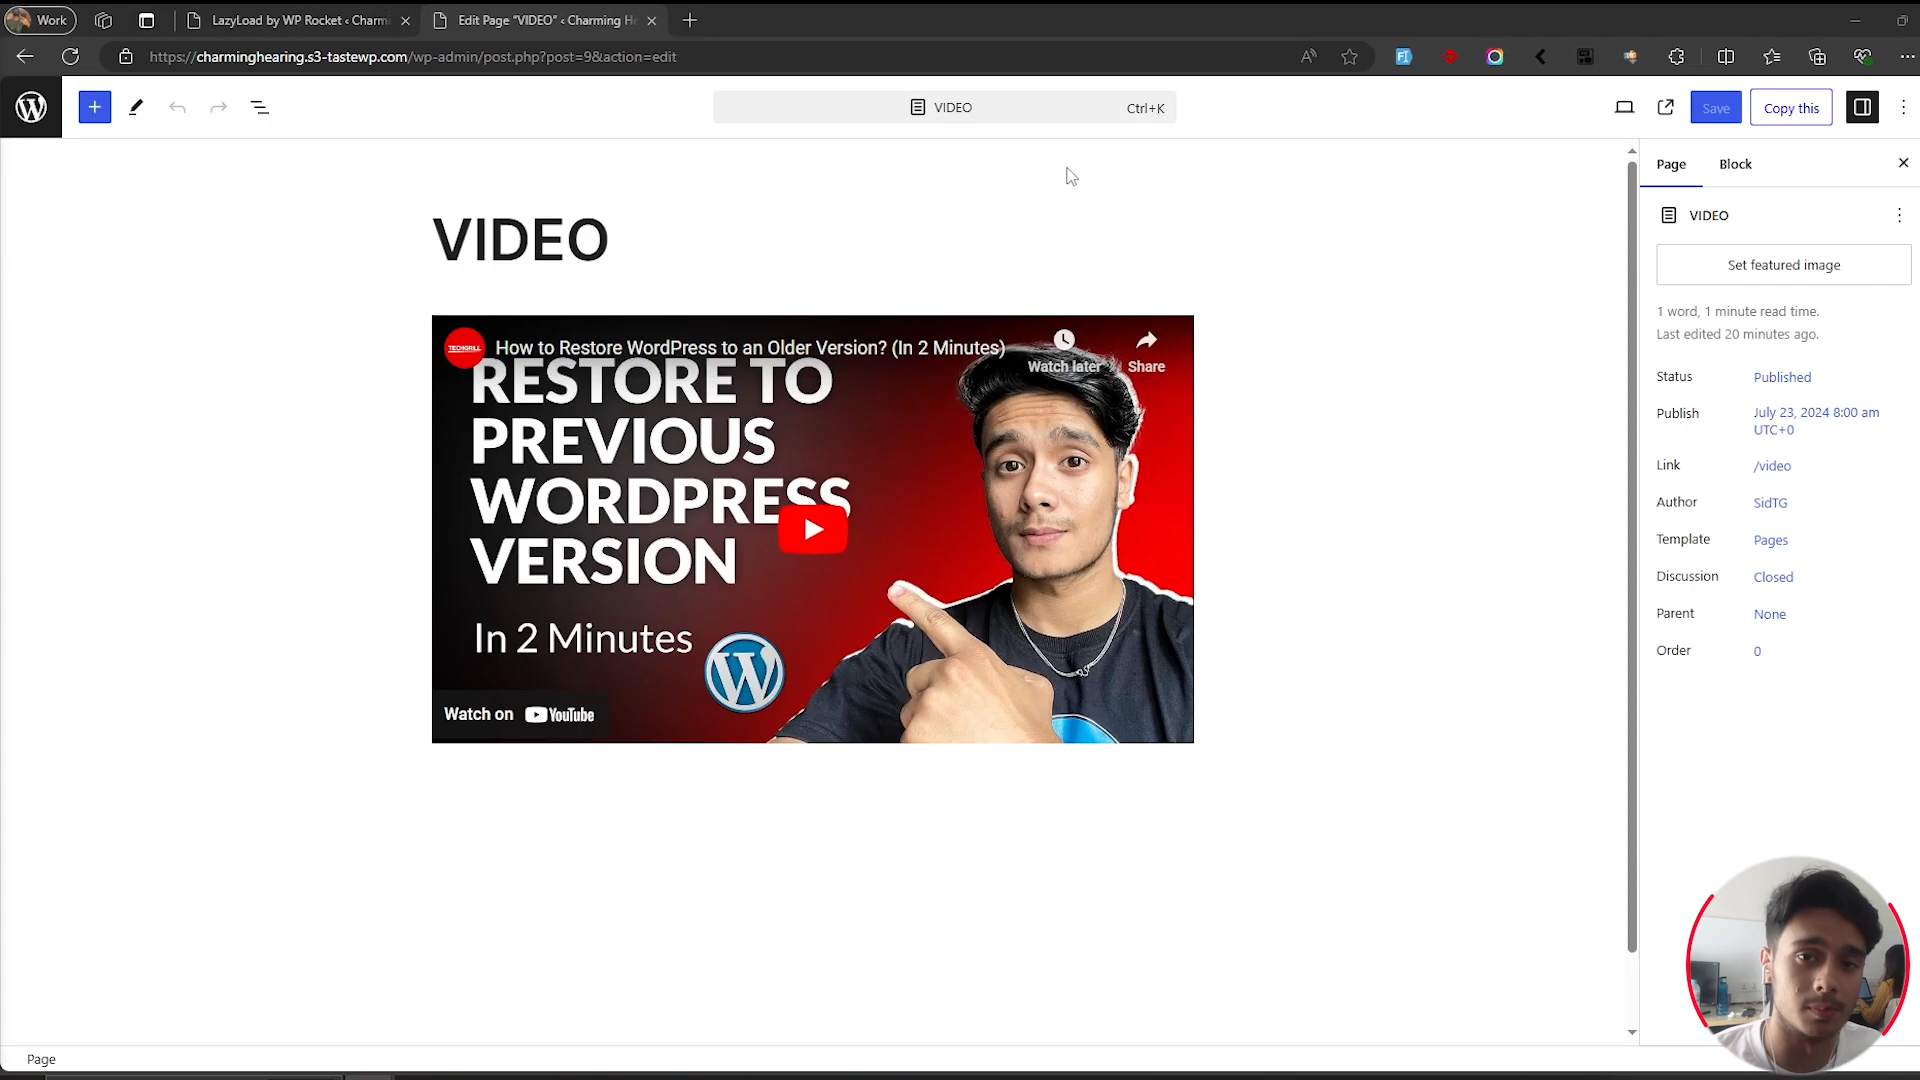 Work
LazyLoad by WP Rocket ‹ Charmi
Edit Page "VIDEO" ‹ Charming He
https://charminghearing.s3-tastewp.com/wp-admin/post.php?post=9&action=edit
VIDEO
Ctrl+K
Save
Copy this
Page
Block
VIDEO
VIDEO
Set featured image
1 word, 1 minute read time.
Last edited 20 minutes ago.
Status
Published
Publish
July 23, 2024 8:00 am
UTC+0
Link
/video
Author
SidTG
Template
Pages
Discussion
Closed
Parent
None
Order
0
TECHGRILL
How to Restore WordPress to an Older Version? (In 2 Minutes)
Watch later
Share
RESTORE TO
PREVIOUS
WORDPRESS
VERSION
In 2 Minutes
Watch on YouTube
Page